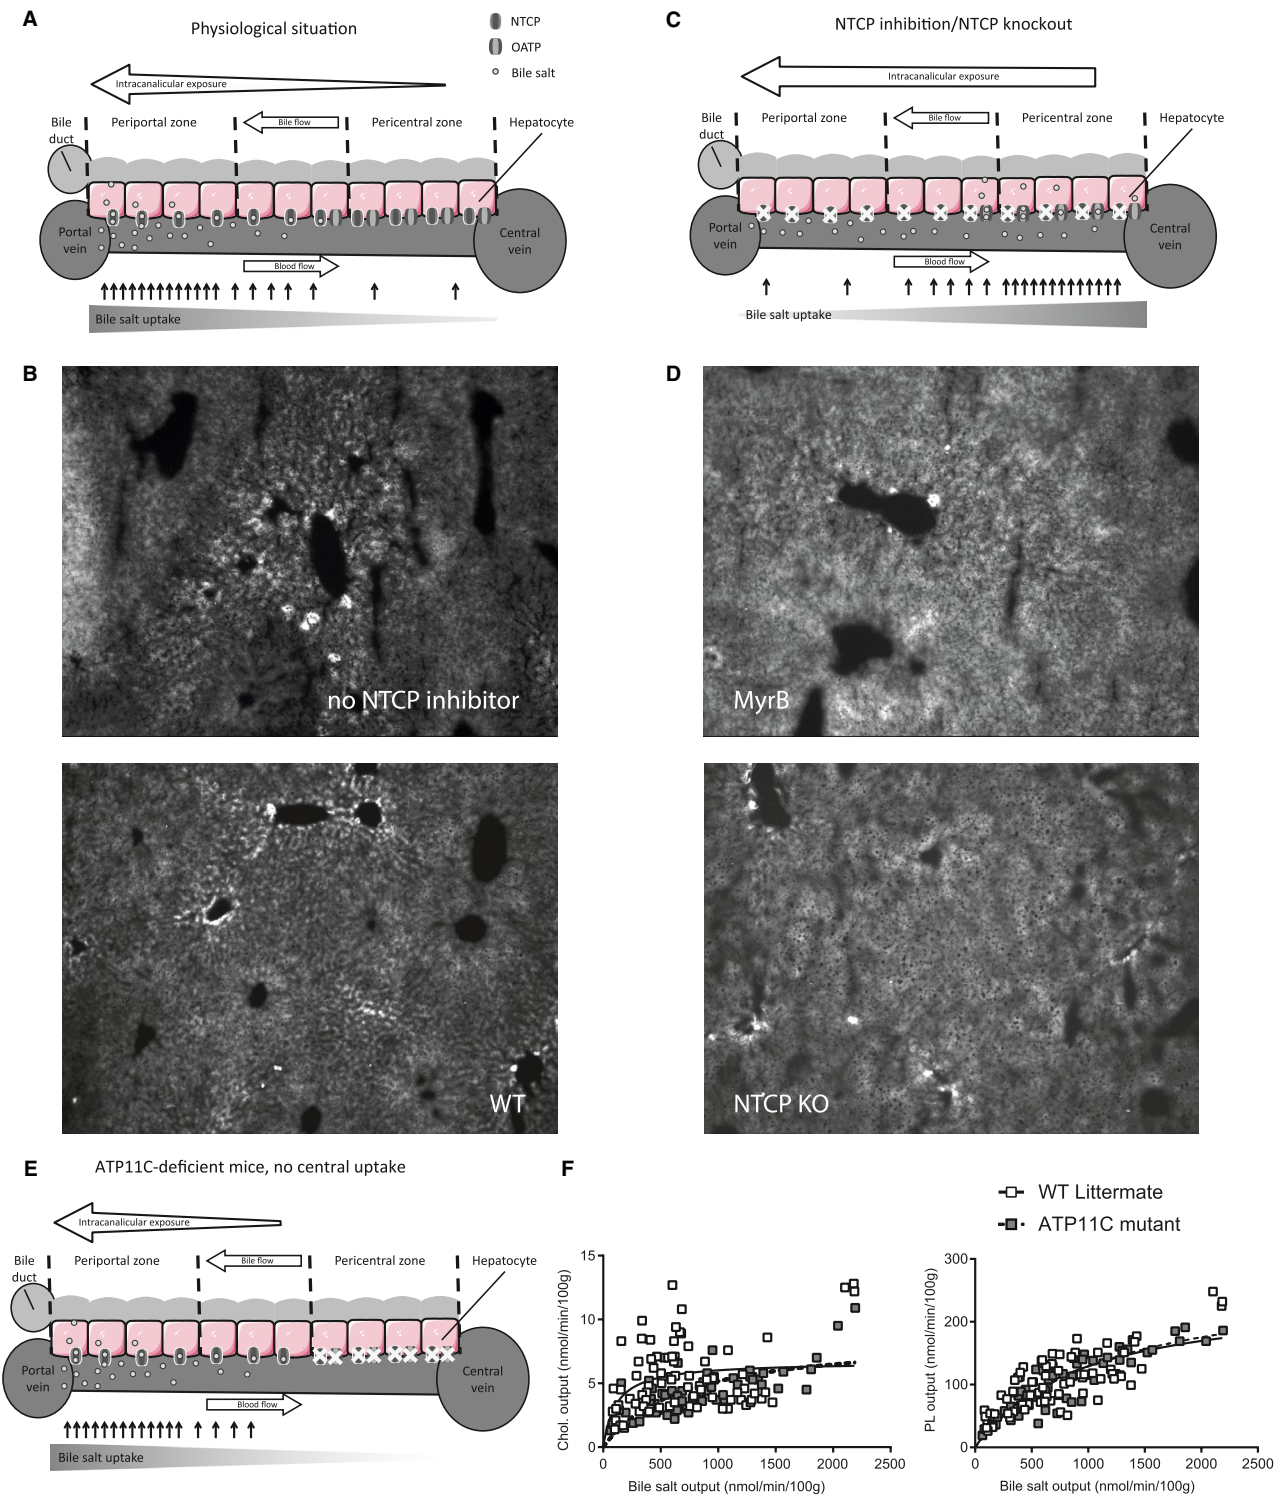 A
Physiological situation
NTCP
OATP
Bile salt
Intracanalicular exposure
Bile
duct
Periportal zone
Bile flow
Pericentral zone
Hepatocyte
Portal
vein
Central
vein
Blood flow
Bile salt uptake
C
NTCP inhibition/NTCP knockout
Intracanalicular exposure
Bile
duct
Periportal zone
Bile flow
Pericentral zone
Hepatocyte
Portal
vein
Central
vein
Blood flow
Bile salt uptake
B
no NTCP inhibitor
WT
D
MyrB
NTCP KO
E
ATP11C-deficient mice, no central uptake
Intracanalicular exposure
Bile
duct
Periportal zone
Bile flow
Pericentral zone
Hepatocyte
Portal
vein
Central
vein
Blood flow
Bile salt uptake
F
WT Littermate
ATP11C mutant
Chol. output (nmol/min/100g)
15
10
5
0
0 500 1000 1500 2000 2500
Bile salt output (nmol/min/100g)
PL output (nmol/min/100g)
300
200
100
0
0 500 1000 1500 2000 2500
Bile salt output (nmol/min/100g)